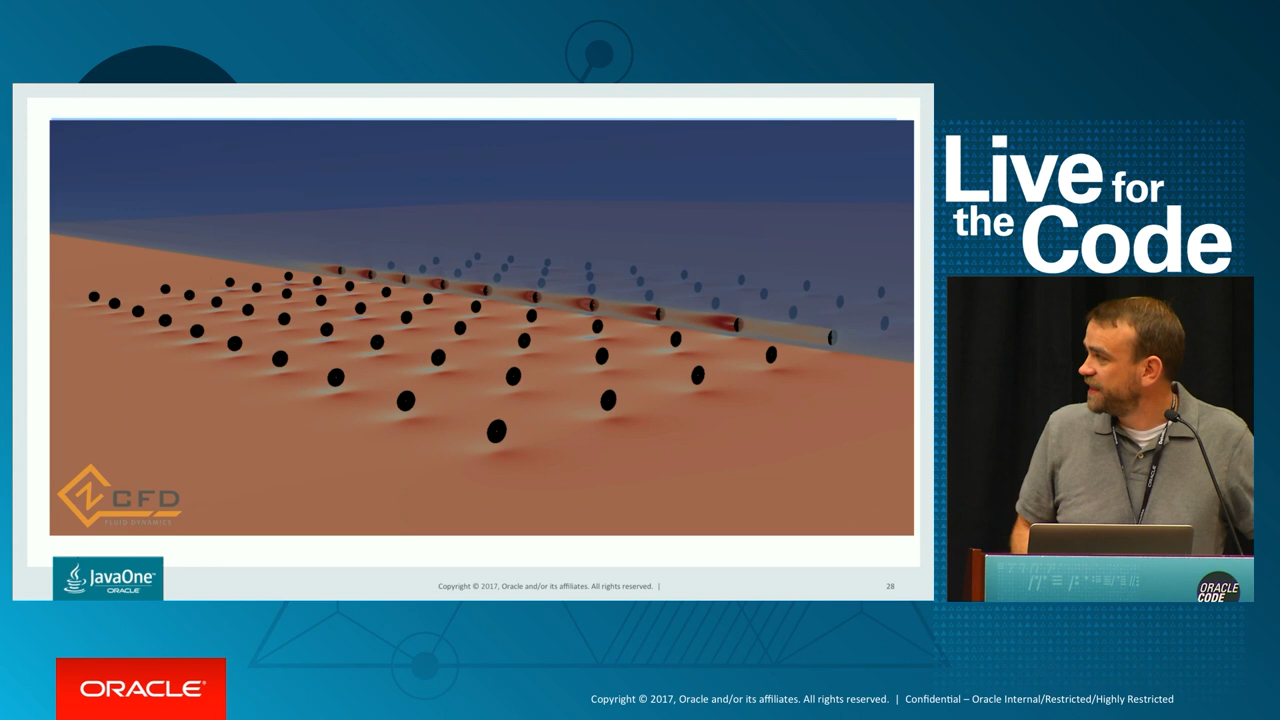 Live for
the Code
Z CFD
FLUID DYNAMICS
JavaOne™
ORACLE
Copyright © 2017, Oracle and/or its affiliates. All rights reserved. |
28
ORACLE
ORACLE
CODE
ORACLE®
Copyright © 2017, Oracle and/or its affiliates. All rights reserved. | Confidential – Oracle Internal/Restricted/Highly Restricted